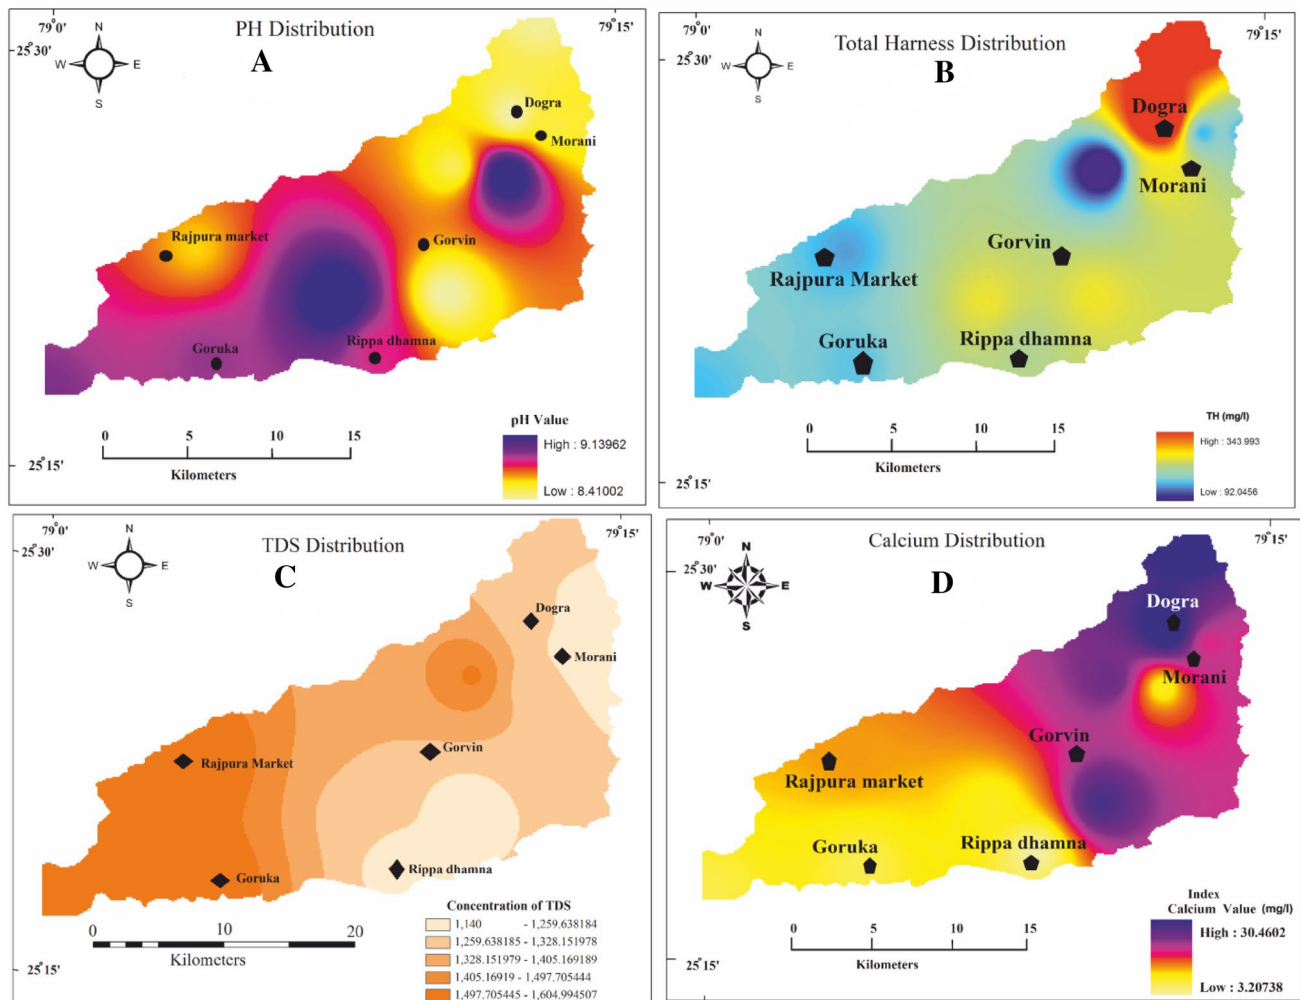 79°0'
PH Distribution
79°15'
25°30'
A
N
W
E
S
Dogra
Morani
Rajpura market
Gorvin
Goruka
Rippa dhamna
pH Value
High : 9.13962
Low : 8.41002
0 5 10 15
Kilometers
25°15'
79°0'
Total Harness Distribution
79°15'
25°30'
B
N
W
E
S
Dogra
Morani
Gorvin
Rajpura Market
Goruka
Rippa dhamna
TH (mg/l)
High : 343.993
Low : 92.0456
0 5 10 15
Kilometers
25°15'
79°0'
TDS Distribution
79°15'
25°30'
C
N
W
E
S
Dogra
Morani
Gorvin
Rajpura Market
Goruka
Rippa dhamna
Concentration of TDS
1,140 - 1,259.638184
1,259.638185 - 1,328.151978
1,328.151979 - 1,405.169189
1,405.16919 - 1,497.705444
1,497.705445 - 1,604.994507
0 10 20
Kilometers
25°15'
79°0'
Calcium Distribution
79°15'
25°30'
D
N
W
E
S
Dogra
Morani
Gorvin
Rajpura market
Goruka
Rippa dhamna
Index
Calcium Value (mg/l)
High : 30.4602
Low : 3.20738
0 5 10 15
Kilometers
25°15'